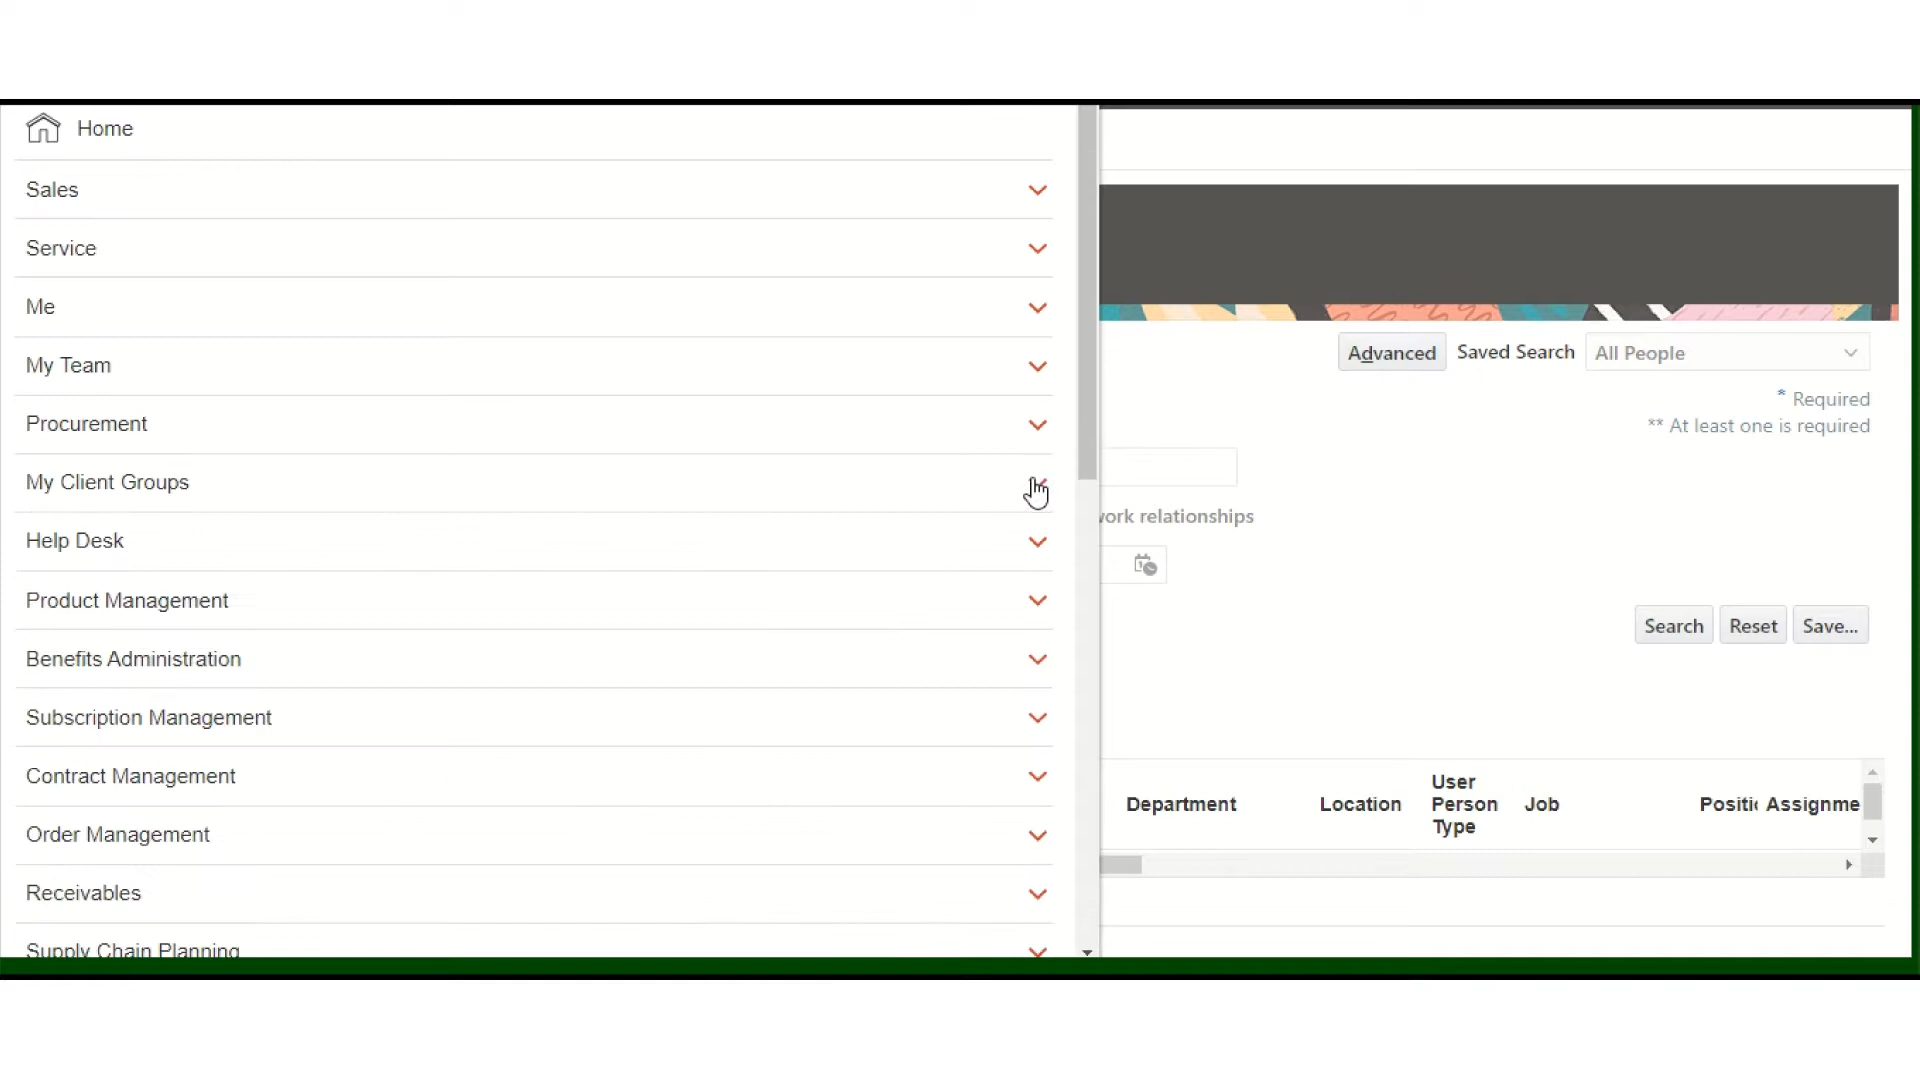 Home
Sales
Service
Me
My Team
Procurement
My Client Groups
Help Desk
Product Management
Benefits Administration
Subscription Management
Contract Management
Order Management
Receivables
Supply Chain Planning
Advanced Saved Search All People
* Required
** At least one is required
work relationships
Search Reset Save...
Department Location User Person Type Job Positic Assignme